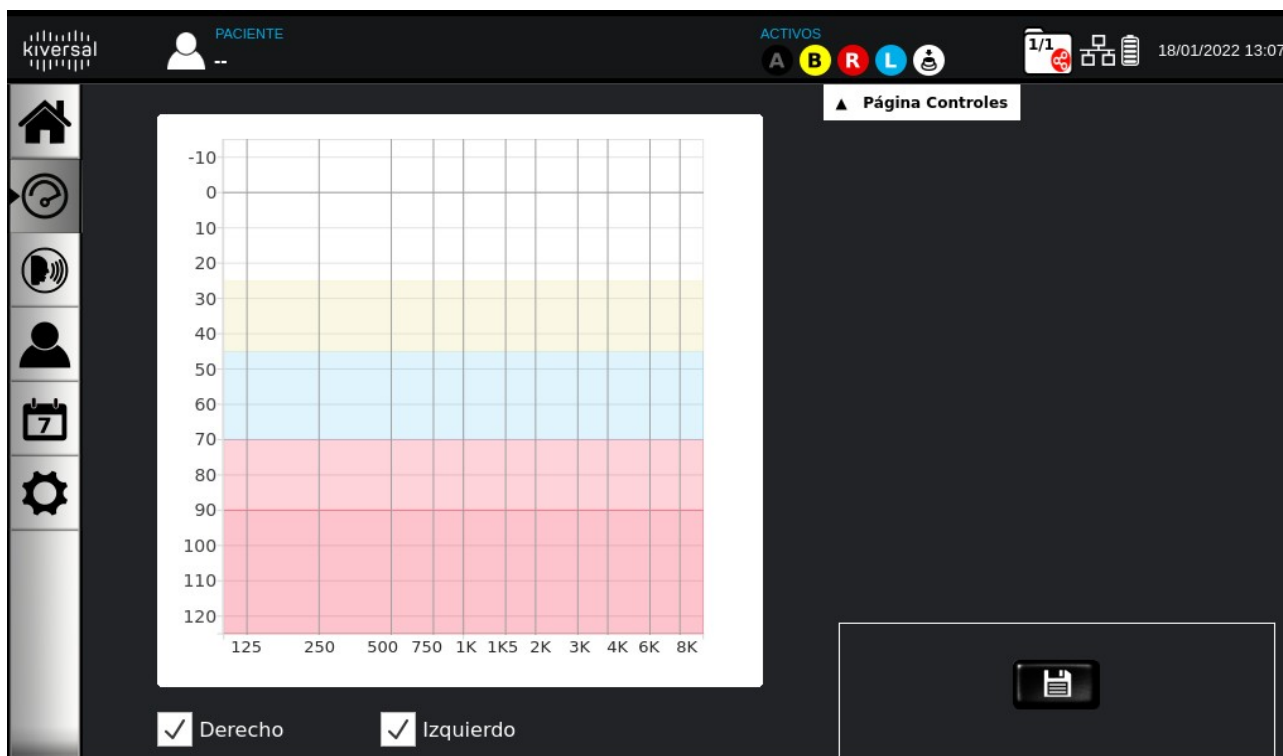 kiversal
PACIENTE
--
ACTIVOS
A B R L
1/1
18/01/2022 13:07
▲ Página Controles
-10
0
10
20
30
40
50
60
70
80
90
100
110
120
125 250 500 750 1K 1K5 2K 3K 4K 6K 8K
7
✓ Derecho ✓ Izquierdo